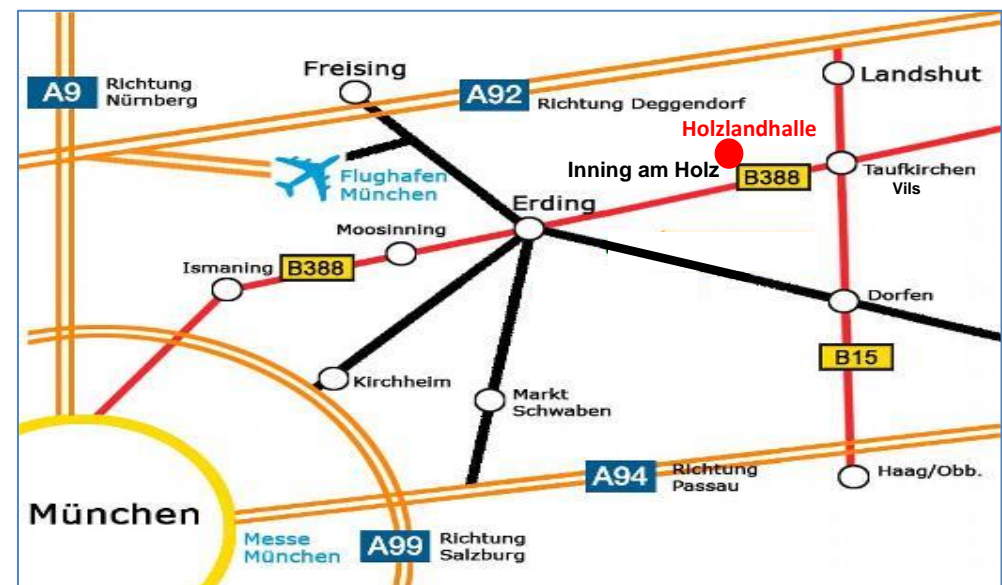 A9
Richtung
Nürnberg
Freising
A92
Richtung Deggendorf
Landshut
Holzlandhalle
Inning am Holz
B388
Taufkirchen
Vils
Flughafen
München
Erding
Moosinning
Ismaning
B388
Dorfen
B15
Kirchheim
Markt
Schwaben
A94
Richtung
Passau
Haag/Obb.
München
Messe
München
A99
Richtung
Salzburg